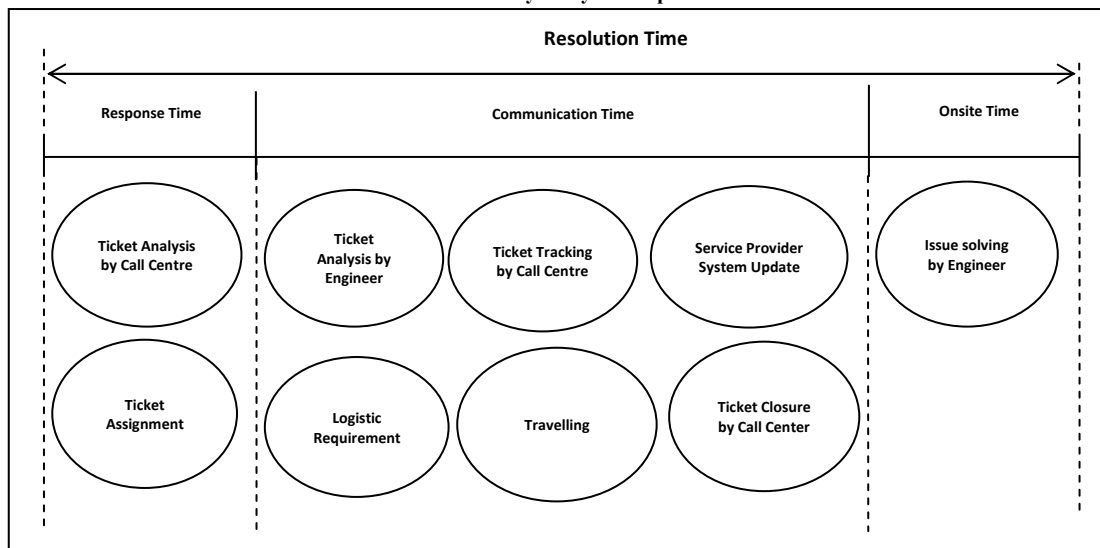 Resolution Time
Response Time
Communication Time
Onsite Time
Ticket Analysis
by Call Centre
Ticket
Analysis by
Engineer
Ticket Tracking
by Call Centre
Service Provider
System Update
Issue solving
by Engineer
Ticket
Assignment
Logistic
Requirement
Travelling
Ticket Closure
by Call Center